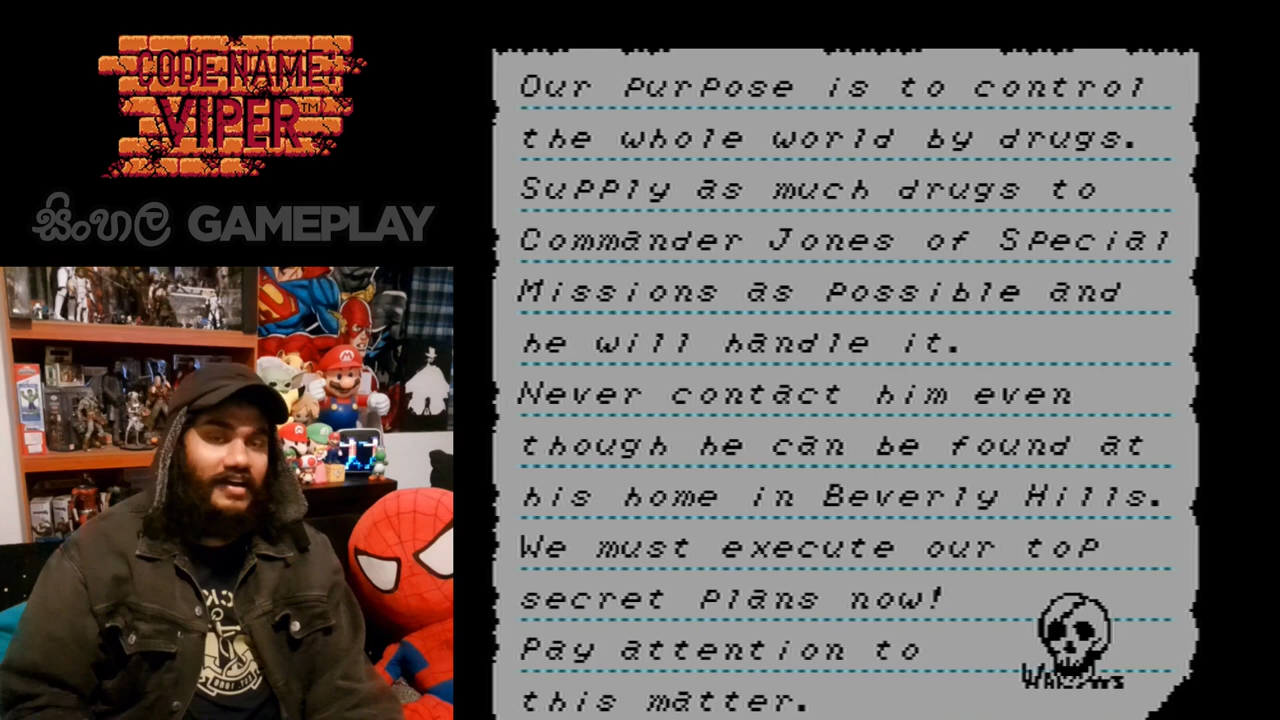 CODE NAME:
VIPER™
සිංහල GAMEPLAY
Our purpose is to control
the whole world by drugs.
Supply as much drugs to
Commander Jones of Special
Missions as possible and
he will handle it.
Never contact him even
though he can be found at
his home in Beverly Hills.
We must execute our top
secret plans now!
Pay attention to
this matter.